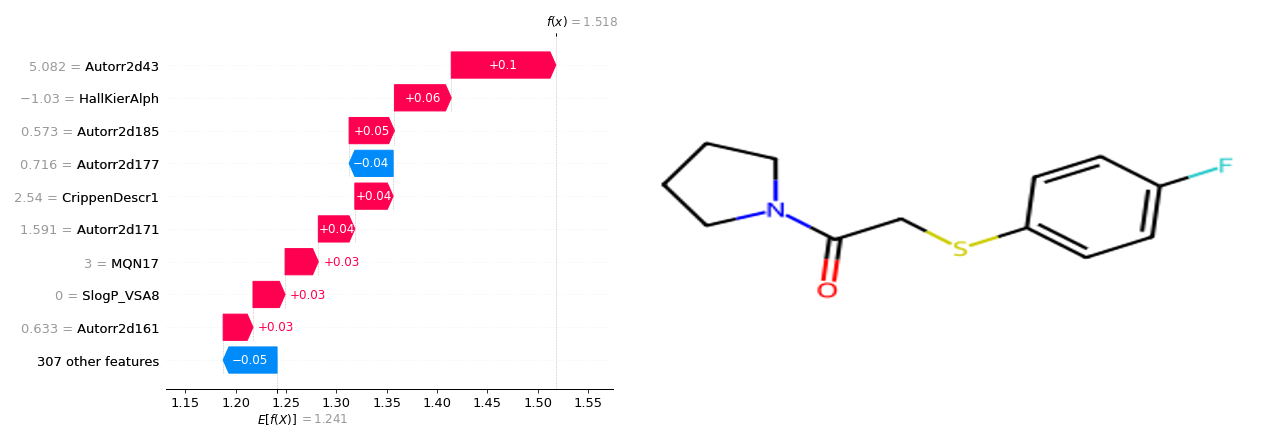 f(x) = 1.518
5.082 = Autorr2d43 +0.1
−1.03 = HallKierAlph +0.06
0.573 = Autorr2d185 +0.05
0.716 = Autorr2d177 −0.04
2.54 = CrippenDescr1 +0.04
1.591 = Autorr2d171 +0.04
3 = MQN17 +0.03
0 = SlogP_VSA8 +0.03
0.633 = Autorr2d161 +0.03
307 other features −0.05
1.15 1.20 1.25 1.30 1.35 1.40 1.45 1.50 1.55
E[f(X)] = 1.241
F
N
S
O